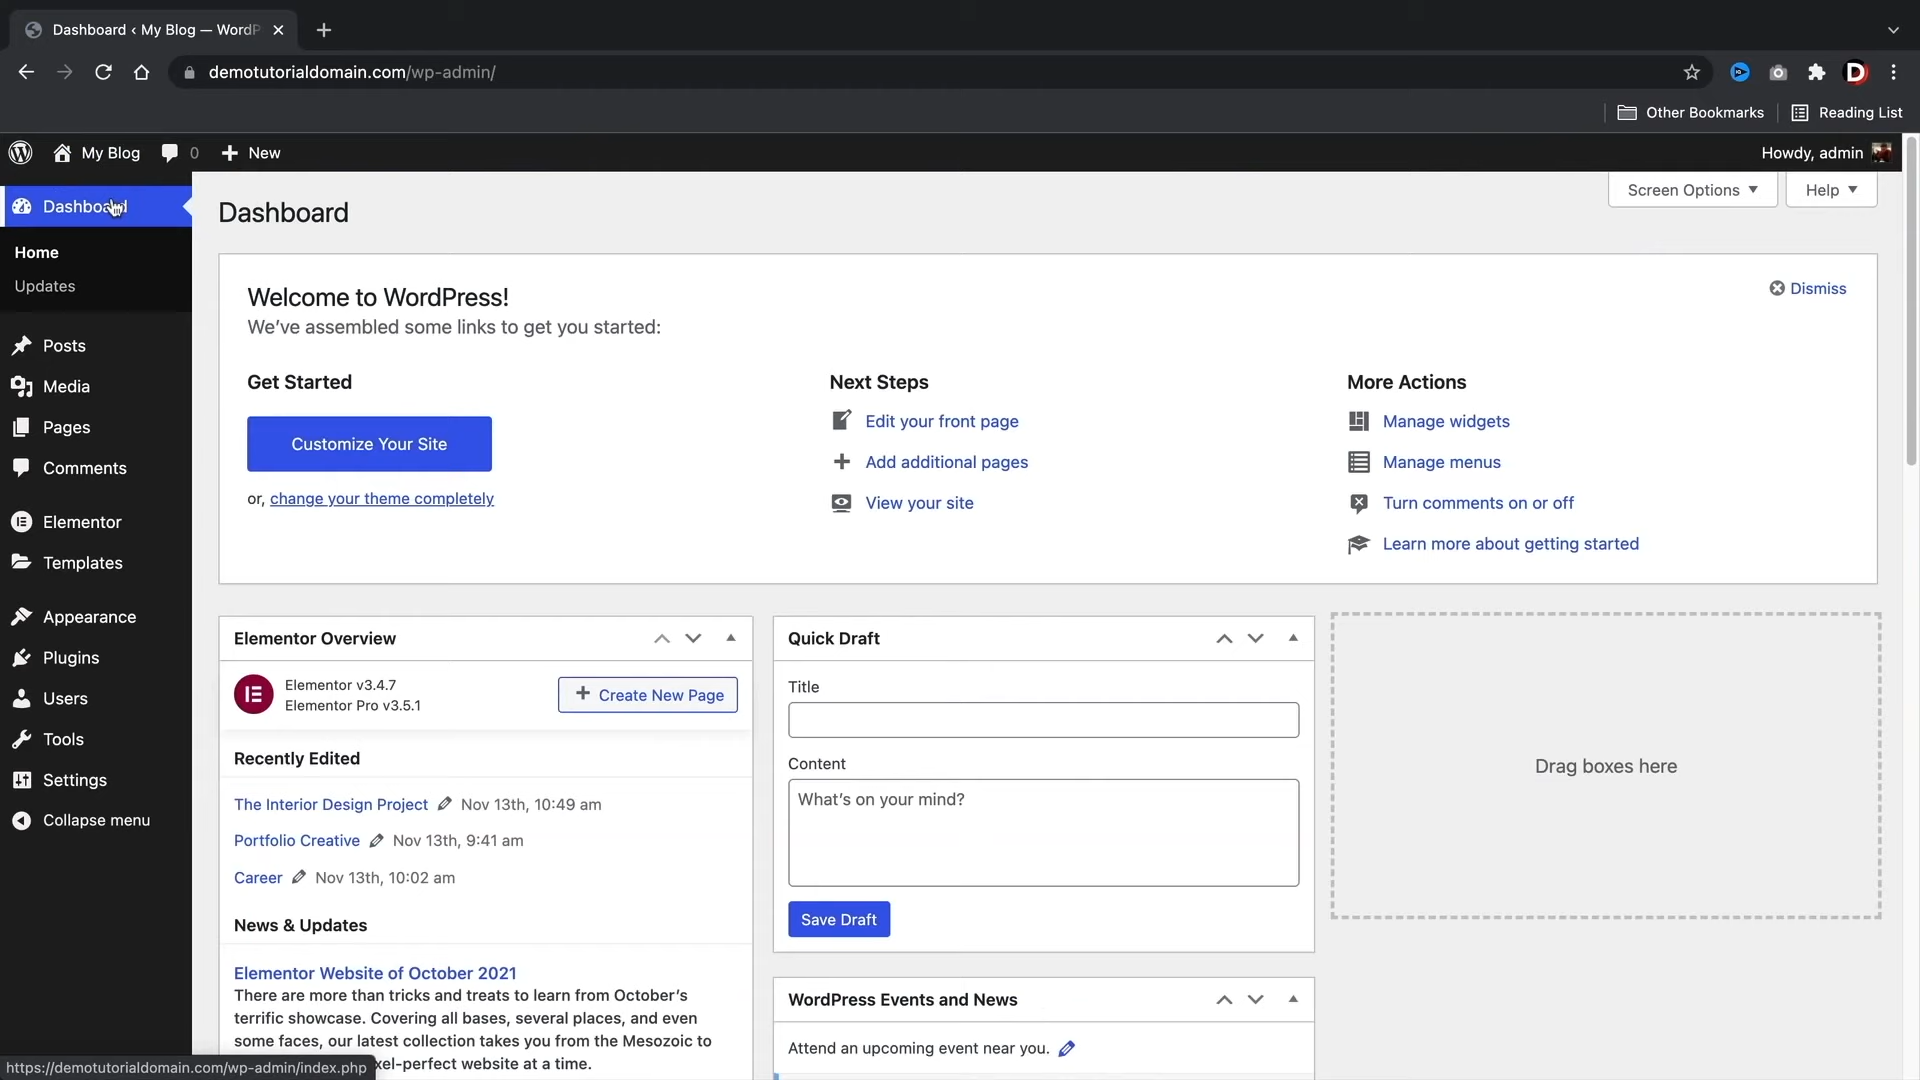 Dashboard ‹ My Blog — WordP
demotutorialdomain.com/wp-admin/
Other Bookmarks
Reading List
My Blog
0
New
Howdy, admin
Dashboard
Home
Updates
Posts
Media
Pages
Comments
Elementor
Templates
Appearance
Plugins
Users
Tools
Settings
Collapse menu
Dashboard
Screen Options
Help
Welcome to WordPress!
We've assembled some links to get you started:
Dismiss
Get Started
Customize Your Site
or, change your theme completely
Next Steps
Edit your front page
Add additional pages
View your site
More Actions
Manage widgets
Manage menus
Turn comments on or off
Learn more about getting started
Elementor Overview
Elementor v3.4.7
Elementor Pro v3.5.1
Create New Page
Recently Edited
The Interior Design Project Nov 13th, 10:49 am
Portfolio Creative Nov 13th, 9:41 am
Career Nov 13th, 10:02 am
News & Updates
Elementor Website of October 2021
There are more than tricks and treats to learn from October's
terrific showcase. Covering all bases, several places, and even
some faces, our latest collection takes you from the Mesozoic to
xel-perfect website at a time.
Quick Draft
Title
Content
What's on your mind?
Save Draft
WordPress Events and News
Attend an upcoming event near you.
Drag boxes here
https://demotutorialdomain.com/wp-admin/index.php